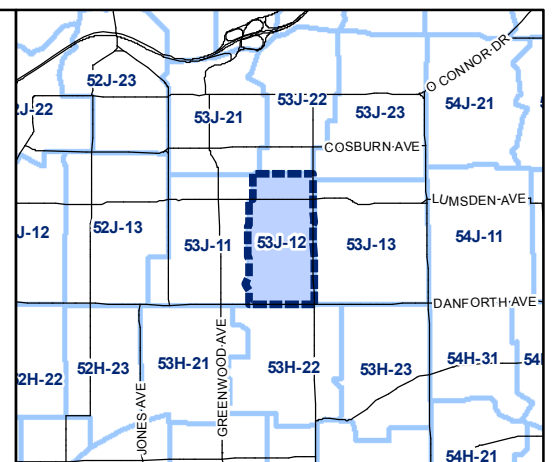 52J-23
J-22
53J-21
53J-22
53J-23
O CONNOR DR
54J-21
COSBURN AVE
LUMSDEN AVE
J-12
52J-13
53J-11
53J-12
53J-13
54J-11
DANFORTH AVE
2H-22
52H-23
JONES AVE
53H-21
GREENWOOD AVE
53H-22
53H-23
54H-31
54
54H-21